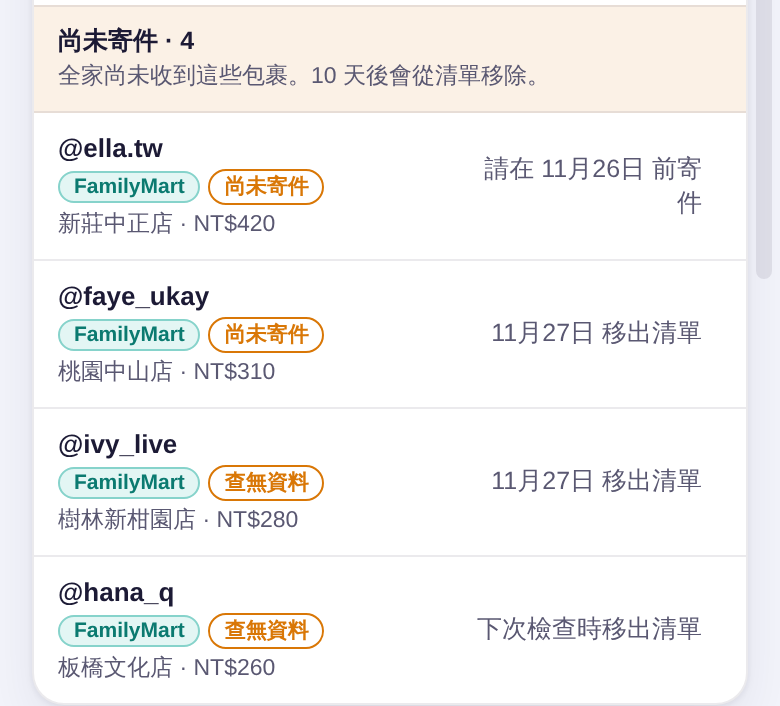 尚未寄件 · 4
全家尚未收到這些包裹。10 天後會從清單移除。
@ella.tw
FamilyMart 尚未寄件
新莊中正店 · NT$420
請在 11月26日 前寄
件
@faye_ukay
FamilyMart 尚未寄件
桃園中山店 · NT$310
11月27日 移出清單
@ivy_live
FamilyMart 查無資料
樹林新柑園店 · NT$280
11月27日 移出清單
@hana_q
FamilyMart 查無資料
板橋文化店 · NT$260
下次檢查時移出清單